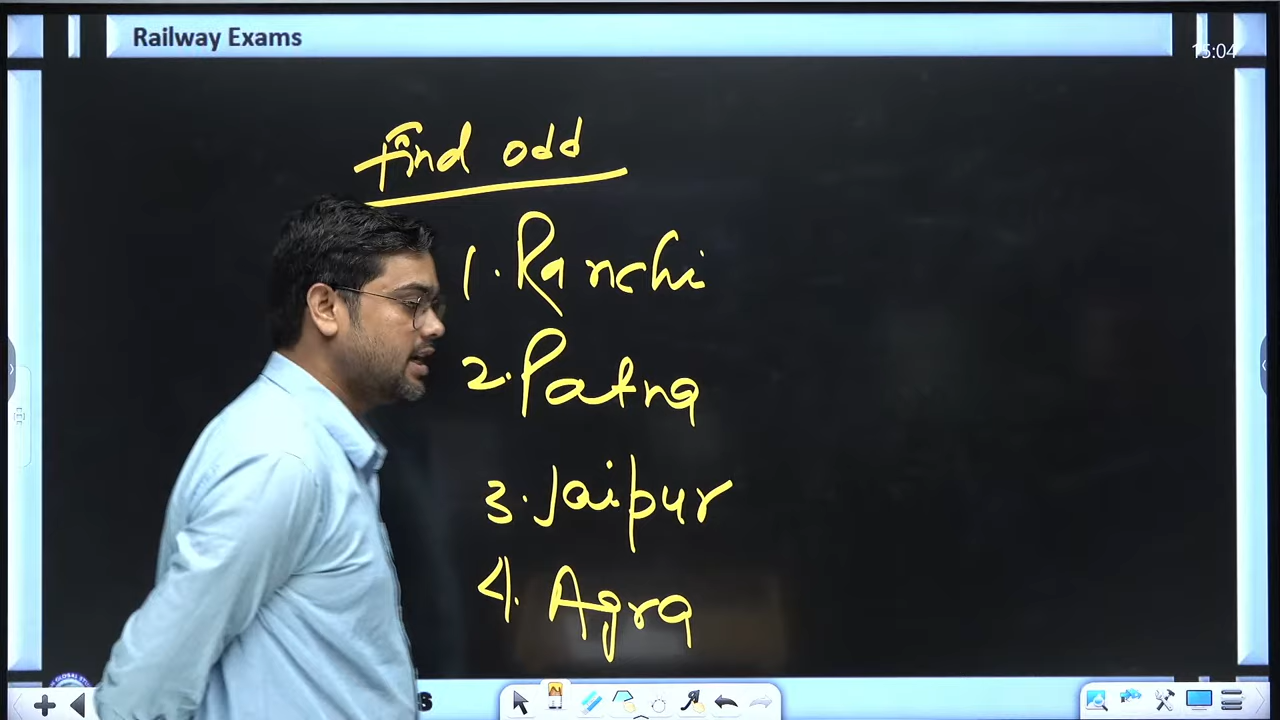 Railway Exams
15:04
Find odd
1. Ranchi
2. Patna
3. Jaipur
4. Agra